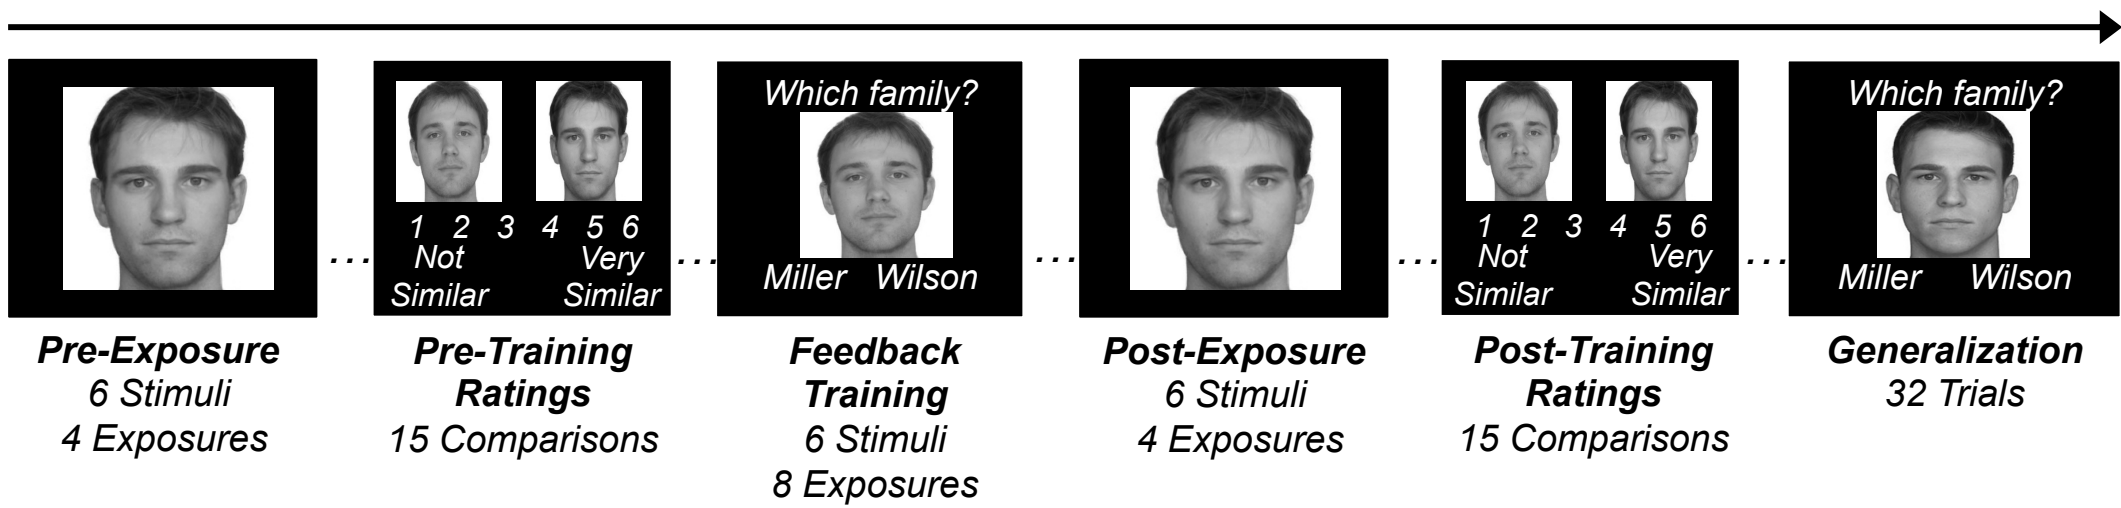 Which family?
Which family?
1 2 3 4 5 6
Not Very
Similar Similar
Miller Wilson
1 2 3 4 5 6
Not Very
Similar Similar
Miller Wilson
... ... ... ... ...
Pre-Exposure
6 Stimuli
4 Exposures
Pre-Training
Ratings
15 Comparisons
Feedback
Training
6 Stimuli
8 Exposures
Post-Exposure
6 Stimuli
4 Exposures
Post-Training
Ratings
15 Comparisons
Generalization
32 Trials